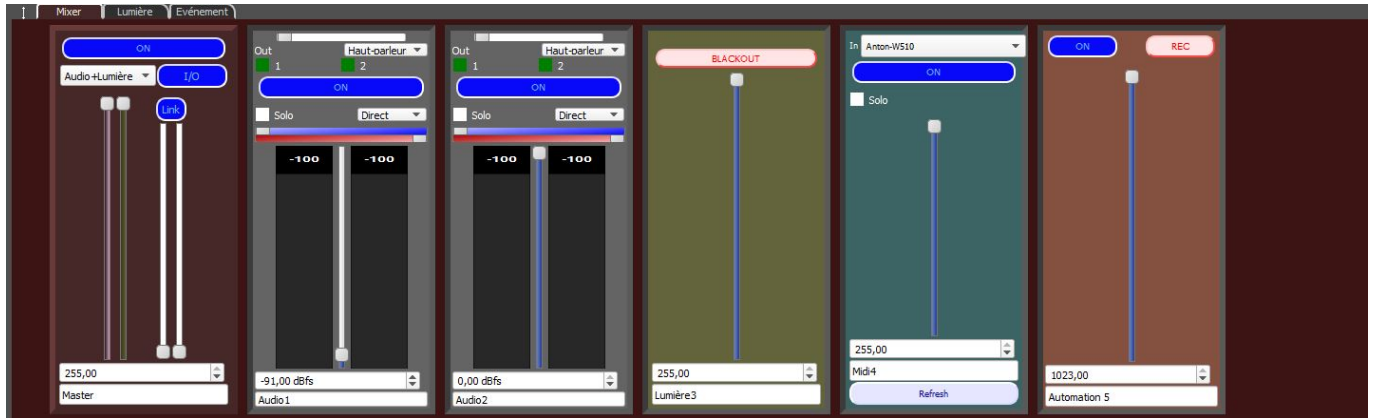 Mixer Lumière Evénement
ON
Audio+Lumière I/O
Link
255,00
Master
Out Haut-parleur
1 2
ON
Solo Direct
-100 -100
-91,00 dBfs
Audio1
Out Haut-parleur
1 2
ON
Solo Direct
-100 -100
0,00 dBfs
Audio2
BLACKOUT
255,00
Lumière3
In Anton-W510
ON
Solo
255,00
Midi4
Refresh
ON REC
1023,00
Automation 5